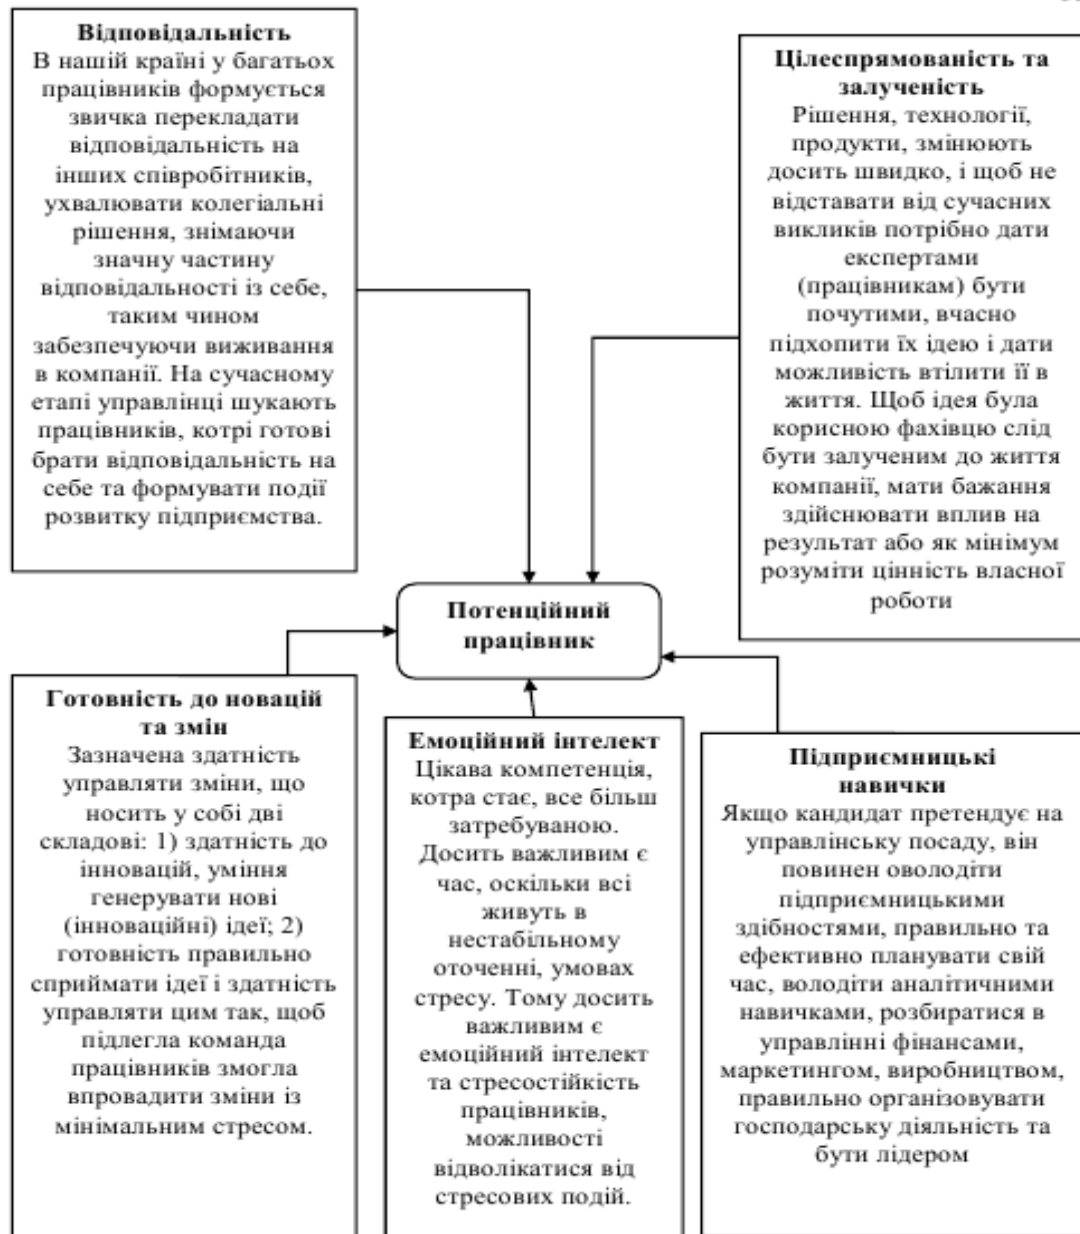 Відповідальність
В нашій країні у багатьох
працівників формується
звичка перекладати
відповідальність на
інших співробітників,
ухвалювати колегіальні
рішення, знімаючи
значну частину
відповідальності із себе,
таким чином
забезпечуючи виживання
в компанії. На сучасному
етапі управлінці шукають
працівників, котрі готові
брати відповідальність на
себе та формувати події
розвитку підприємства.
Цілеспрямованість та
залученість
Рішення, технології,
продукти, змінюють
досить швидко, і щоб не
відставати від сучасних
викликів потрібно дати
експертами
(працівникам) бути
почутими, вчасно
підхопити їх ідею і дати
можливість втілити її в
життя. Щоб ідея була
корисною фахівцю слід
бути залученим до життя
компанії, мати бажання
здійснювати вплив на
результат або як мінімум
розуміти цінність власної
роботи
Потенційний
працівник
Готовність до новацій
та змін
Зазначена здатність
управляти зміни, що
носить у собі дві
складові: 1) здатність до
інновацій, уміння
генерувати нові
(інноваційні) ідеї; 2)
готовність правильно
сприймати ідеї і здатність
управляти цим так, щоб
підлегла команда
працівників змогла
впровадити зміни із
мінімальним стресом.
Емоційний інтелект
Цікава компетенція,
котра стає, все більш
затребуваною.
Досить важливим є
час, оскільки всі
живуть в
нестабільному
оточенні, умовах
стресу. Тому досить
важливим є
емоційний інтелект
та стресостійкість
працівників,
можливості
відволікатися від
стресових подій.
Підприємницькі
навички
Якщо кандидат претендує на
управлінську посаду, він
повинен оволодіти
підприємницькими
здібностями, правильно та
ефективно планувати свій
час, володіти аналітичними
навичками, розбиратися в
управлінні фінансами,
маркетингом, виробництвом,
правильно організовувати
господарську діяльність та
бути лідером